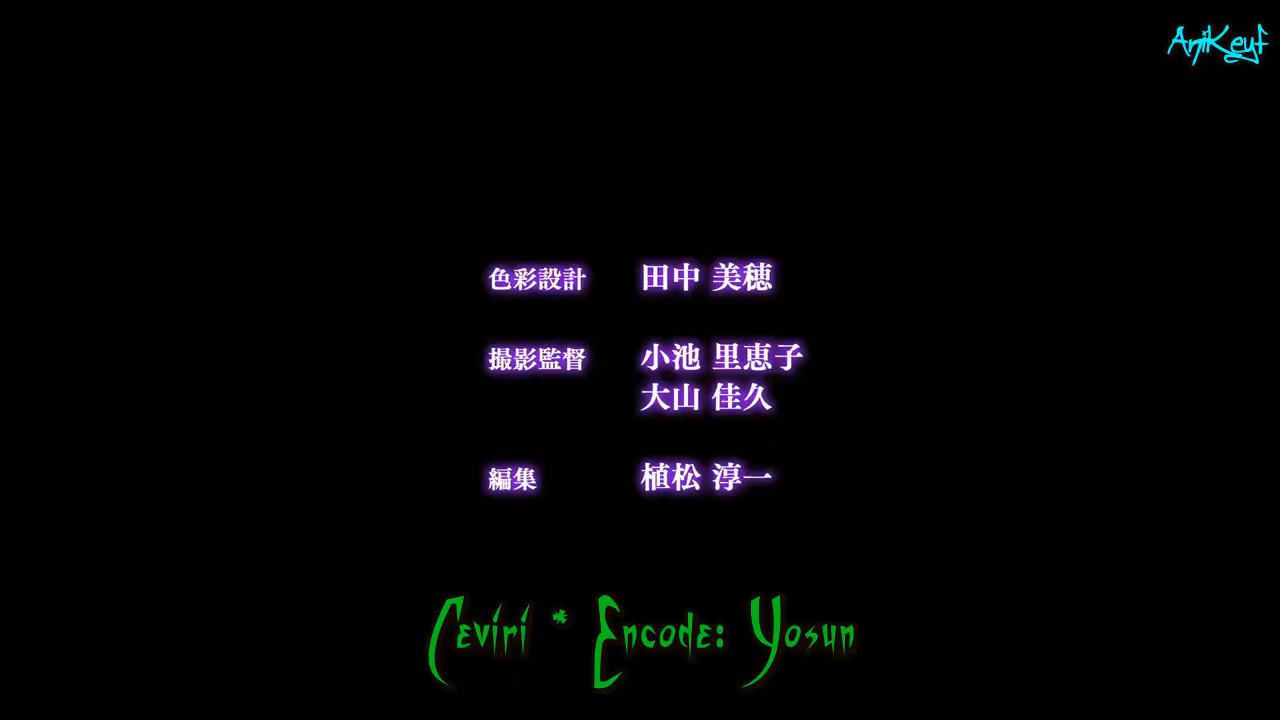 AniKeyf
色彩設計 田中 美穂
撮影監督 小池 里恵子
大山 佳久
編集 植松 淳一
Ceviri * Encode: Yosun